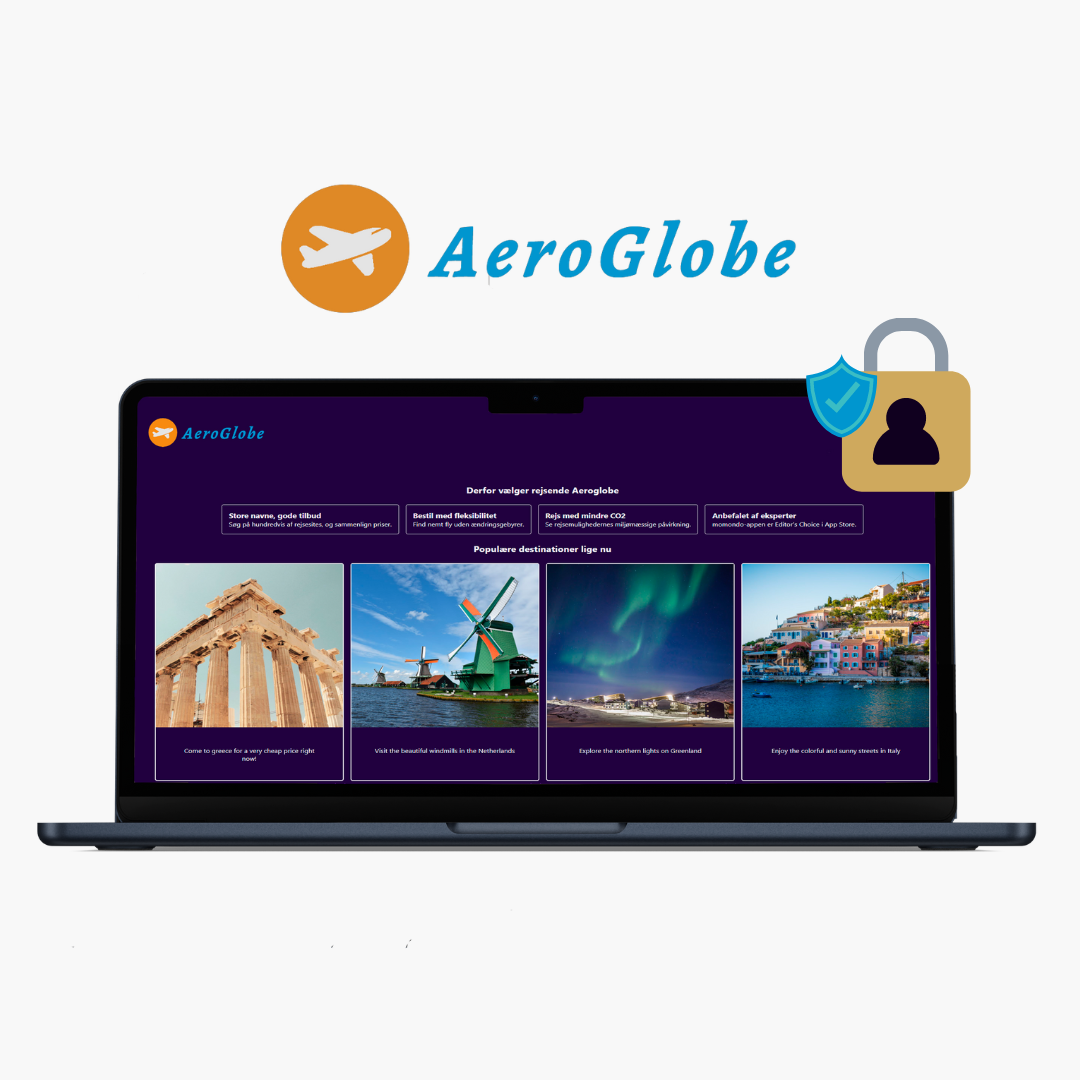 AeroGlobe
AeroGlobe
Derfor vælger rejsende Aeroglobe
Store navne, gode tilbud
Søg på hundredvis af rejsesites, og sammenlign priser.
Bestil med fleksibilitet
Find nemt fly uden ændringsgebyrer.
Rejs med mindre CO2
Se rejsemulighedernes miljømæssige påvirkning.
Anbefalet af eksperter
momondo-appen er Editor's Choice i App Store.
Populære destinationer lige nu
Come to greece for a very cheap price right
now!
Visit the beautiful windmills in the Netherlands
Explore the northern lights on Greenland
Enjoy the colorful and sunny streets in Italy